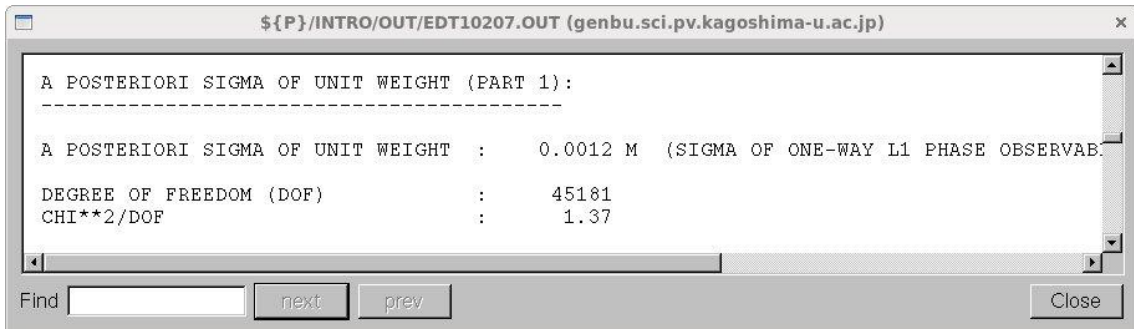 ${P}/INTRO/OUT/EDT10207.OUT (genbu.sci.pv.kagoshima-u.ac.jp)
A POSTERIORI SIGMA OF UNIT WEIGHT (PART 1):
------------------------------------------
A POSTERIORI SIGMA OF UNIT WEIGHT : 0.0012 M (SIGMA OF ONE-WAY L1 PHASE OBSERVAB
DEGREE OF FREEDOM (DOF) : 45181
CHI**2/DOF : 1.37
Find next prev Close